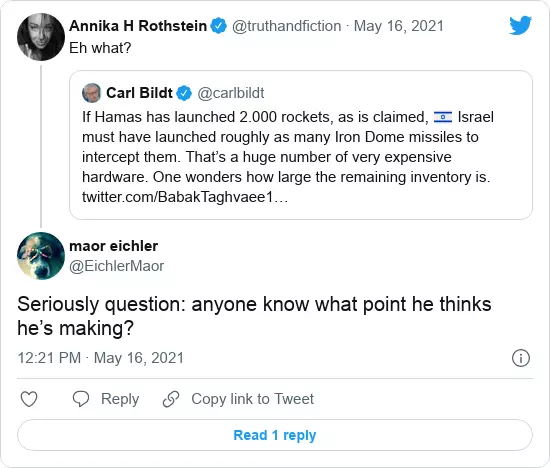 Annika H Rothstein @truthandfiction · May 16, 2021
Eh what?
Carl Bildt @carlbildt
If Hamas has launched 2.000 rockets, as is claimed, 🇮🇱 Israel
must have launched roughly as many Iron Dome missiles to
intercept them. That’s a huge number of very expensive
hardware. One wonders how large the remaining inventory is.
twitter.com/BabakTaghvaee1…
maor eichler
@EichlerMaor
Seriously question: anyone know what point he thinks
he’s making?
12:21 PM · May 16, 2021
Reply Copy link to Tweet
Read 1 reply